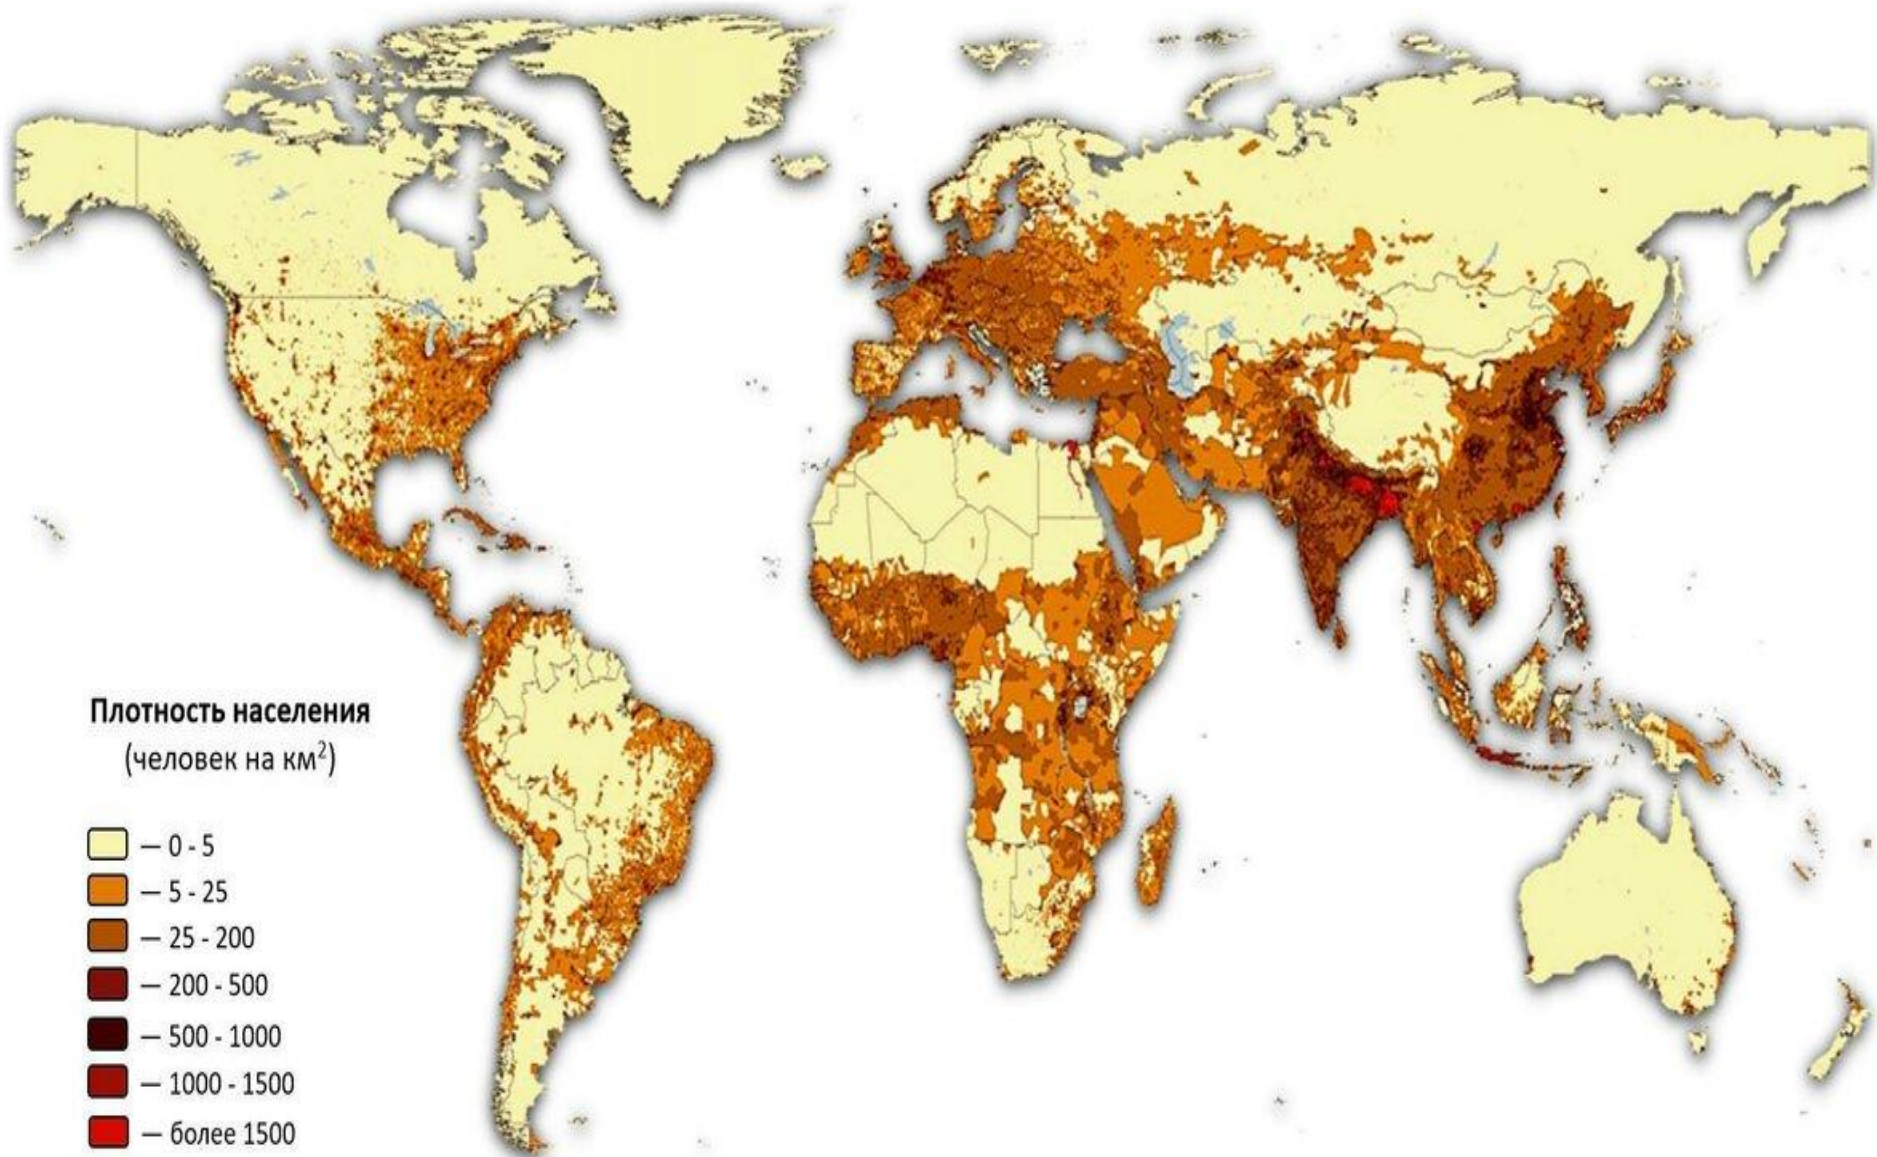 Плотность населения
(человек на км²)
— 0 - 5
— 5 - 25
— 25 - 200
— 200 - 500
— 500 - 1000
— 1000 - 1500
— более 1500